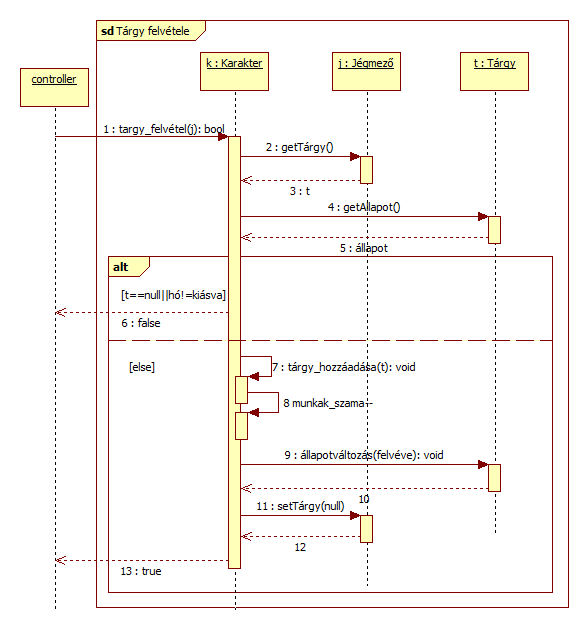 sd Tárgy felvétele
controller
k : Karakter
j : Jégmező
t : Tárgy
1 : targy_felvétel(j): bool
2 : getTárgy()
3 : t
4 : getAllapot()
5 : állapot
alt
[t==null||hó!=kiásva]
6 : false
[else]
7 : tárgy_hozzáadása(t): void
8 munkak_szama--
9 : állapotváltozás(felvéve): void
10
11 : setTárgy(null)
12
13 : true